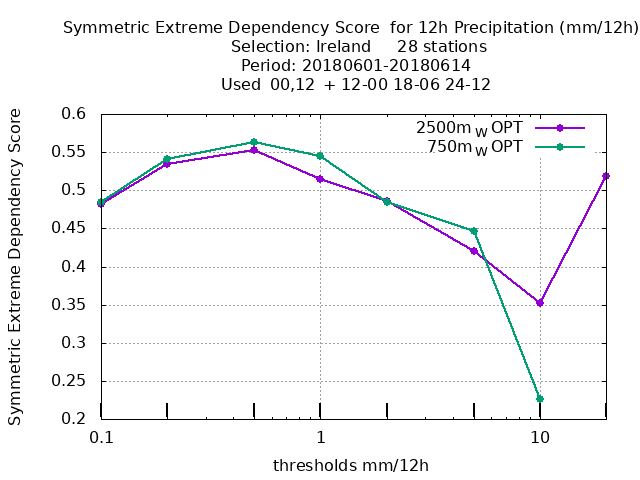 Symmetric Extreme Dependency Score  for 12h Precipitation (mm/12h)
Selection: Ireland     28 stations
Period: 20180601-20180614
Used  00,12  + 12-00 18-06 24-12
Symmetric Extreme Dependency Score
0.6
0.55
0.5
0.45
0.4
0.35
0.3
0.25
0.2
2500m W OPT
750m W OPT
0.1 1 10
thresholds mm/12h